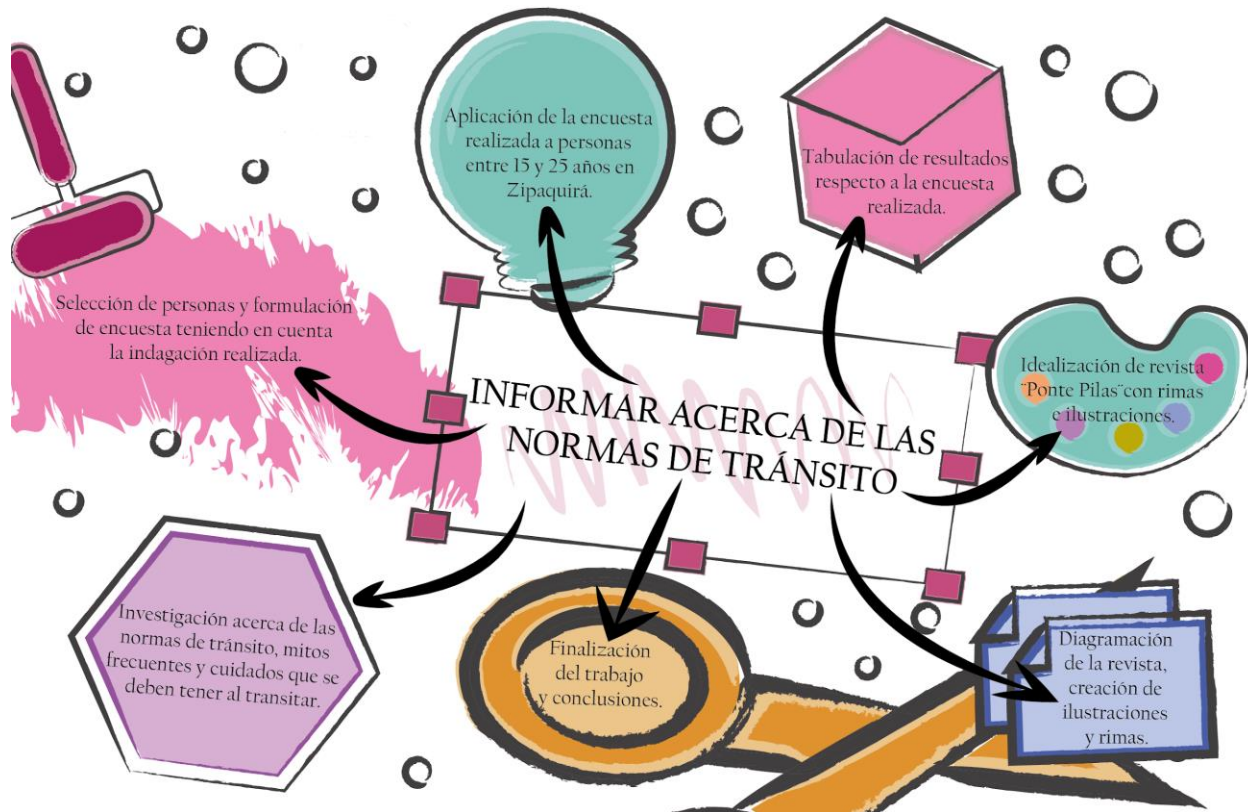 Aplicación de la encuesta
realizada a personas
entre 15 y 25 años en
Zipaquirá.
Tabulación de resultados
respecto a la encuesta
realizada.
Selección de personas y formulación
de encuesta teniendo en cuenta
la indagación realizada.
Idealización de revista
¨Ponte Pilas¨con rimas
e ilustraciones.
INFORMAR ACERCA DE LAS
NORMAS DE TRÁNSITO
Investigación acerca de las
normas de tránsito, mitos
frecuentes y cuidados que se
deben tener al transitar.
Finalización
del trabajo
y conclusiones.
Diagramación
de la revista,
creación de
ilustraciones
y rimas.